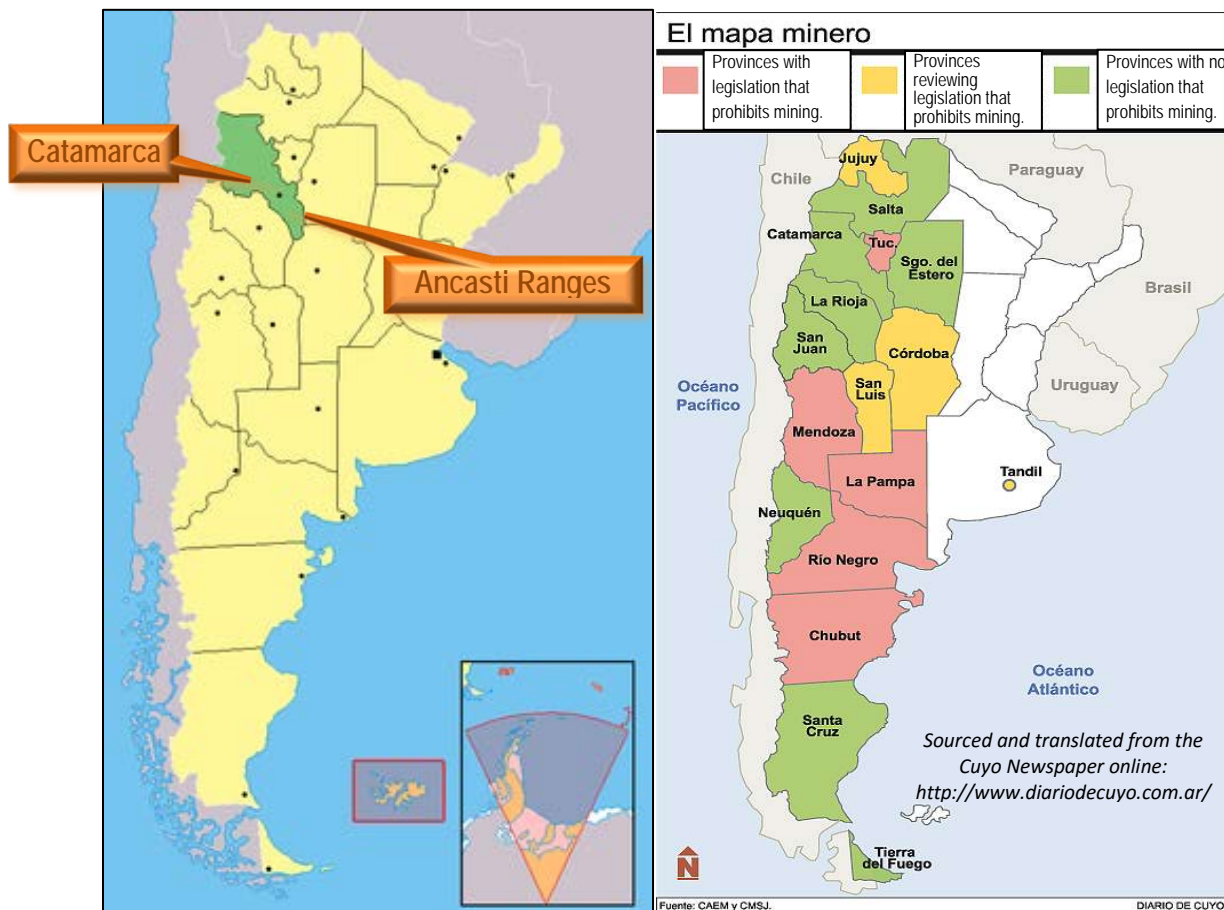 Catamarca
Ancasti Ranges
El mapa minero
Provinces with
legislation that
prohibits mining.
Provinces
reviewing
legislation that
prohibits mining.
Provinces with no
legislation that
prohibits mining.
Jujuy
Paraguay
Chile
Salta
Catamarca
Tuc.
Sgo. del
Estero
Brasil
La Rioja
San
Juan
Córdoba
Océano
Pacífico
San
Luis
Uruguay
Mendoza
Tandil
La Pampa
Neuquén
Río Negro
Chubut
Océano
Atlántico
Santa
Cruz
Sourced and translated from the
Cuyo Newspaper online:
http://www.diariodecuyo.com.ar/
Tierra
del Fuego
N
Fuente: CAEM y CMSJ.
DIARIO DE CUYO